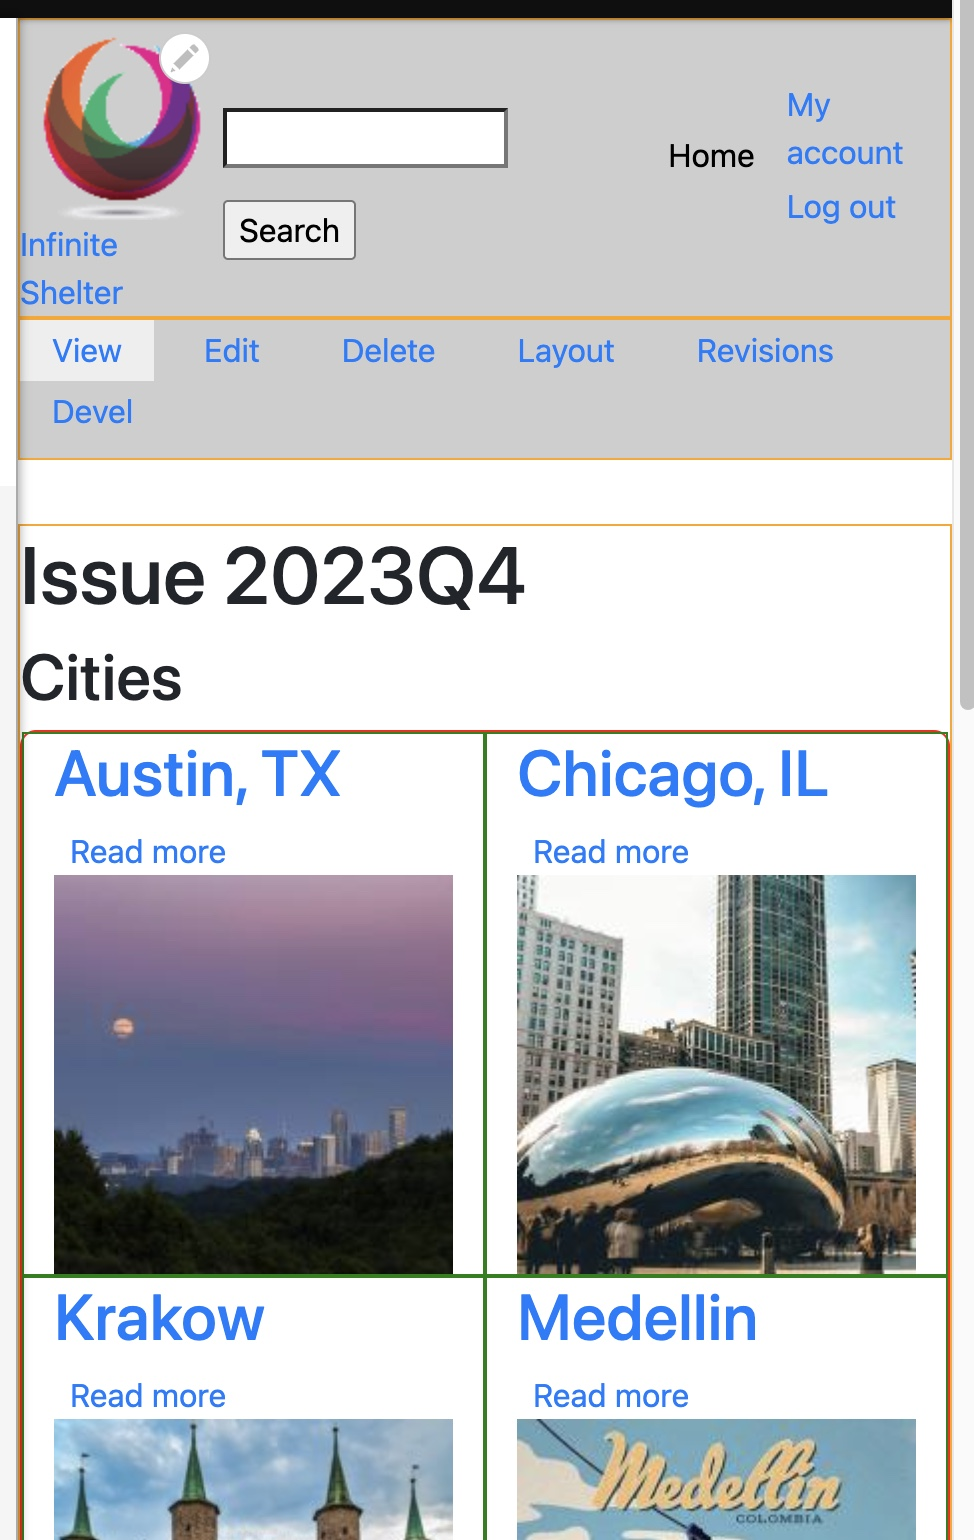 Infinite
Shelter
Search
Home
My
account
Log out
View Edit Delete Layout Revisions
Devel
Issue 2023Q4
Cities
Austin, TX
Read more
Chicago, IL
Read more
Krakow
Read more
Medellin
Read more
Medellín
COLOMBIA